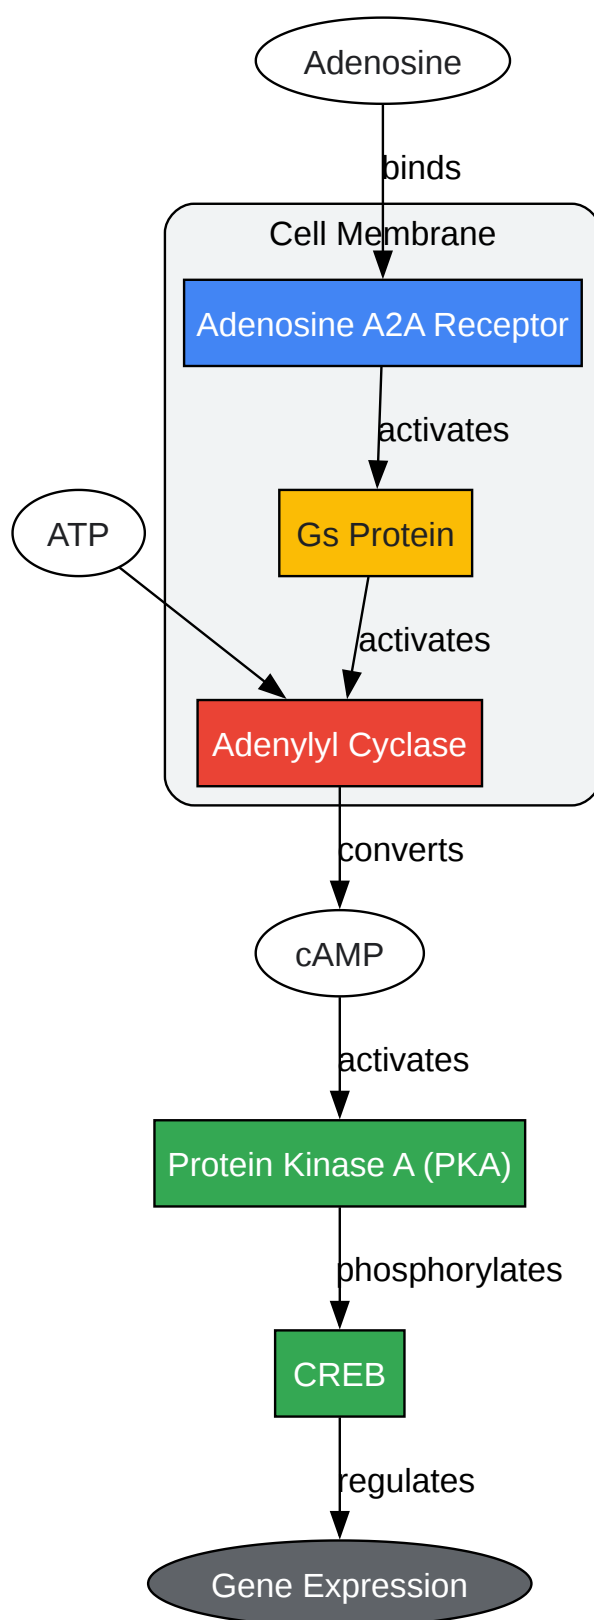 Adenosine
binds
Cell Membrane
Adenosine A2A Receptor
activates
ATP
Gs Protein
activates
Adenylyl Cyclase
converts
cAMP
activates
Protein Kinase A (PKA)
phosphorylates
CREB
regulates
Gene Expression